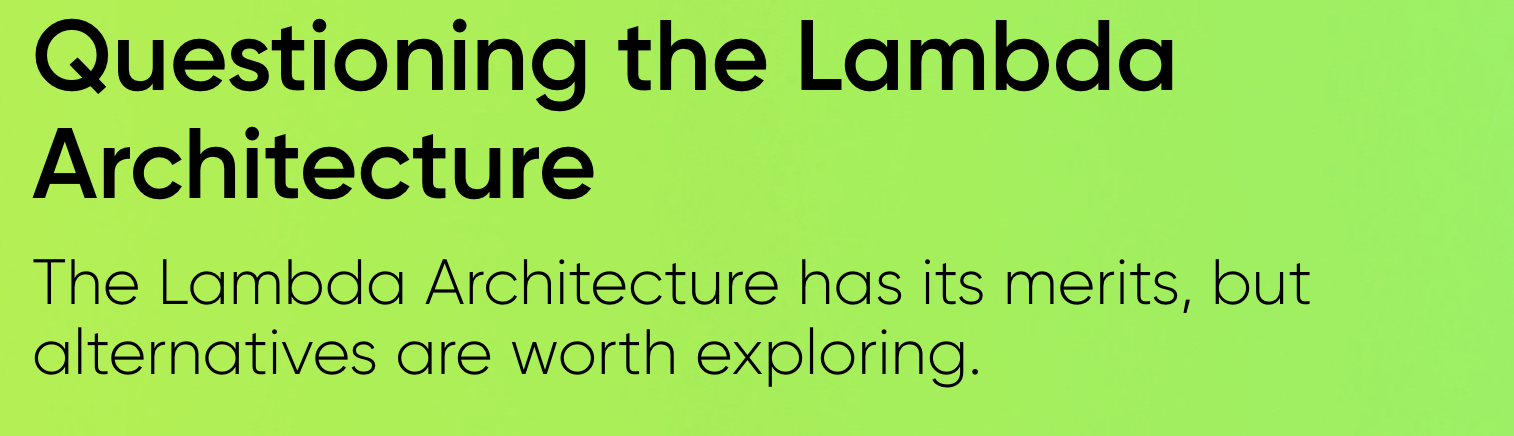 Questioning the Lambda
Architecture
The Lambda Architecture has its merits, but
alternatives are worth exploring.